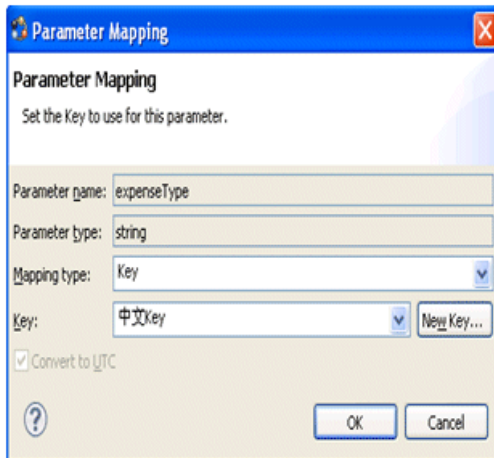 Parameter Mapping
Parameter Mapping
Set the Key to use for this parameter.
Parameter name: expenseType
Parameter type: string
Mapping type: Key
Key: 中文Key New Key...
Convert to UTC
?
OK Cancel